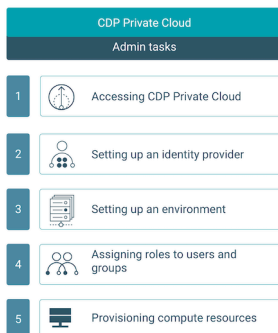 CDP Private Cloud
Admin tasks
1
Accessing CDP Private Cloud
2
Setting up an identity provider
3
Setting up an environment
4
Assigning roles to users and
groups
5
Provisioning compute resources